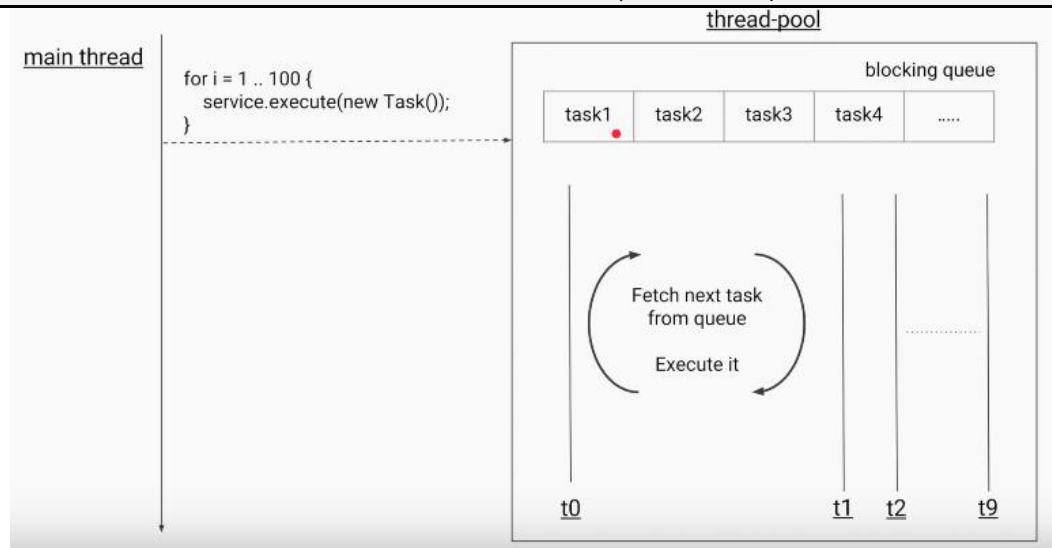 thread-pool
main thread
for i = 1 .. 100 {
service.execute(new Task());
}
blocking queue
task1 task2 task3 task4 .....
Fetch next task
from queue
Execute it
t0 t1 t2 t9